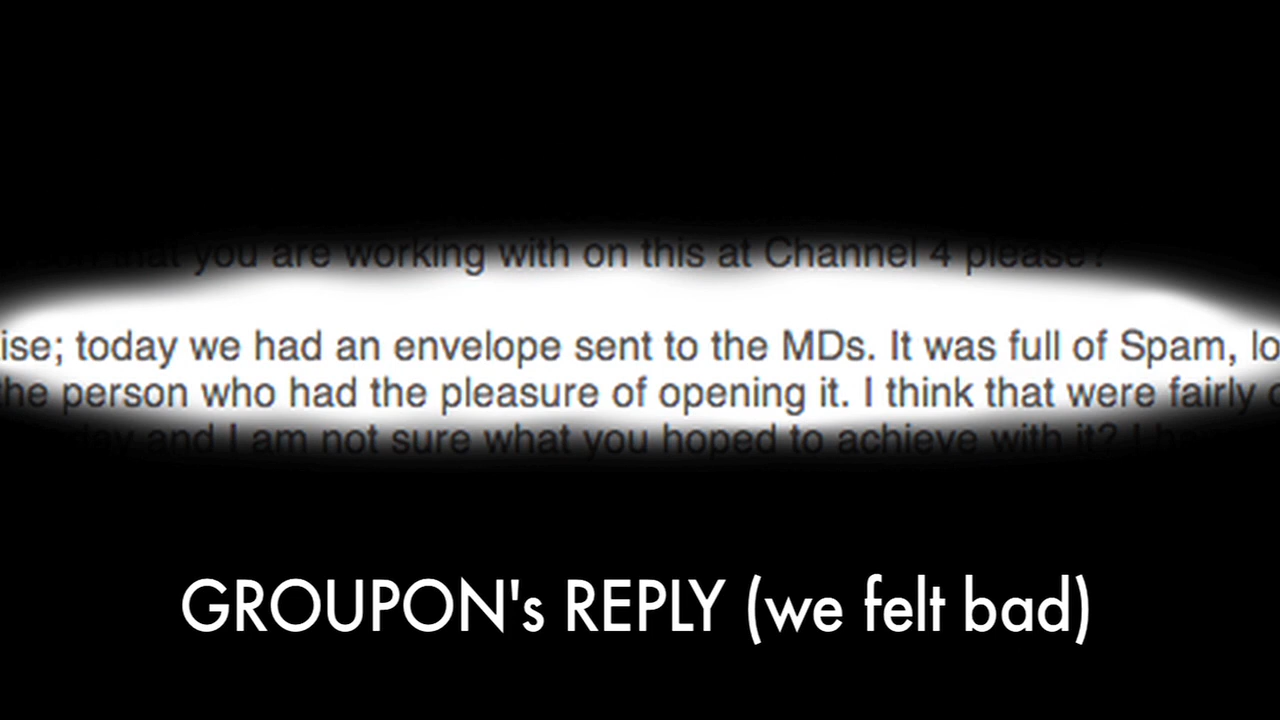 that you are working with on this at Channel 4 please?
ise; today we had an envelope sent to the MDs. It was full of Spam, lo
the person who had the pleasure of opening it. I think that were fairly
day and I am not sure what you hoped to achieve with it? I
GROUPON's REPLY (we felt bad)